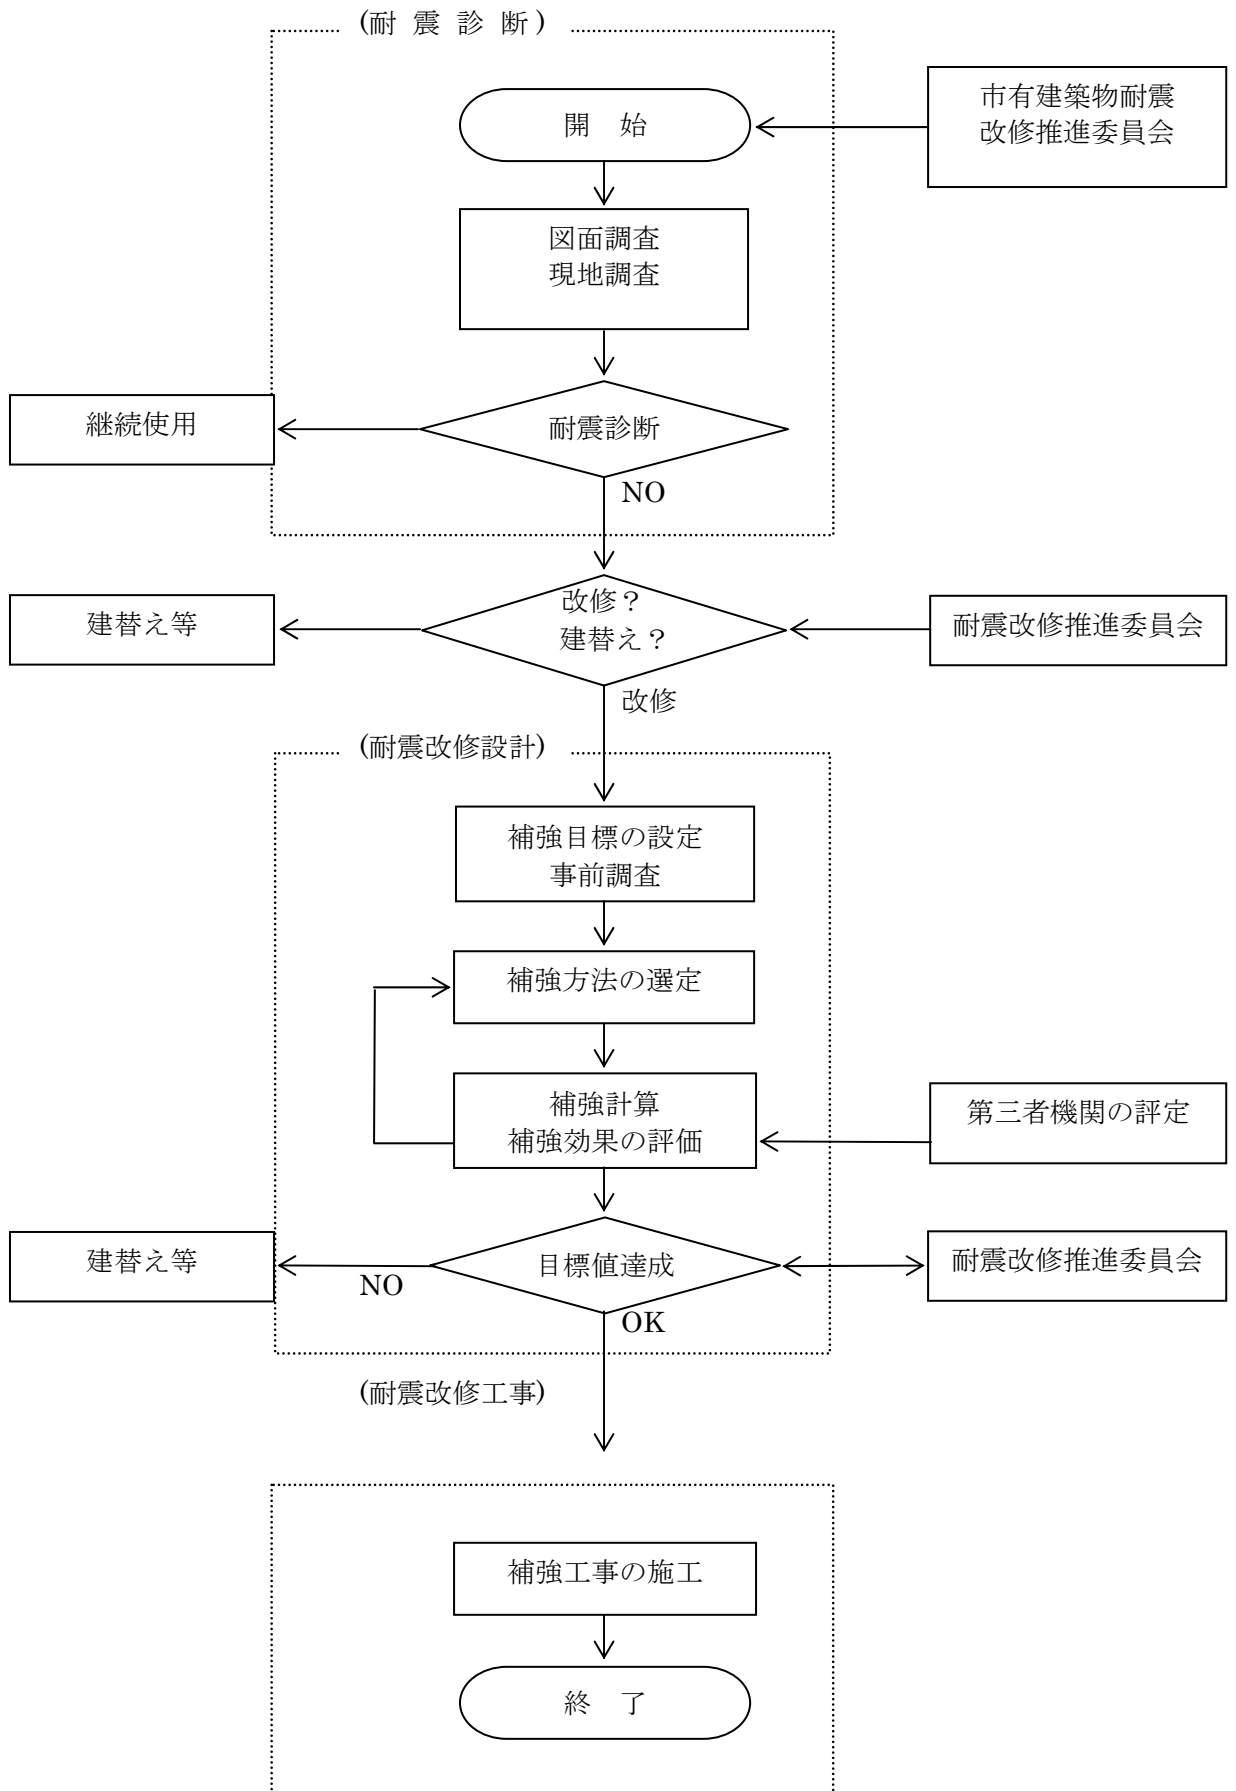 (耐 震 診 断)
開 始
市有建築物耐震
改修推進委員会
図面調査
現地調査
継続使用
耐震診断
NO
建替え等
改修?
建替え?
耐震改修推進委員会
改修
(耐震改修設計)
補強目標の設定
事前調査
補強方法の選定
補強計算
補強効果の評価
第三者機関の評定
建替え等
NO
目標値達成
耐震改修推進委員会
OK
(耐震改修工事)
補強工事の施工
終 了